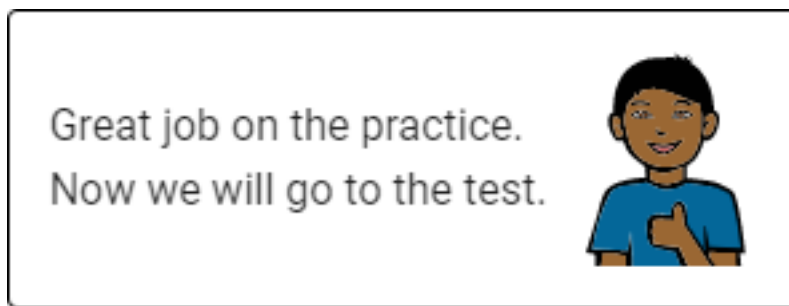 Great job on the practice.
Now we will go to the test.